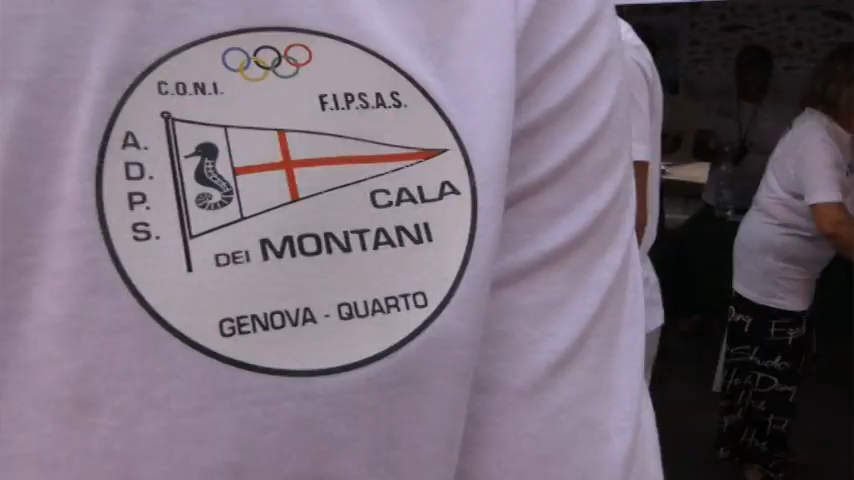 C.O.N.I.
F.I.P.S.A.S.
A.
D.
P.
S.
CALA
DEI MONTANI
GENOVA - QUARTO